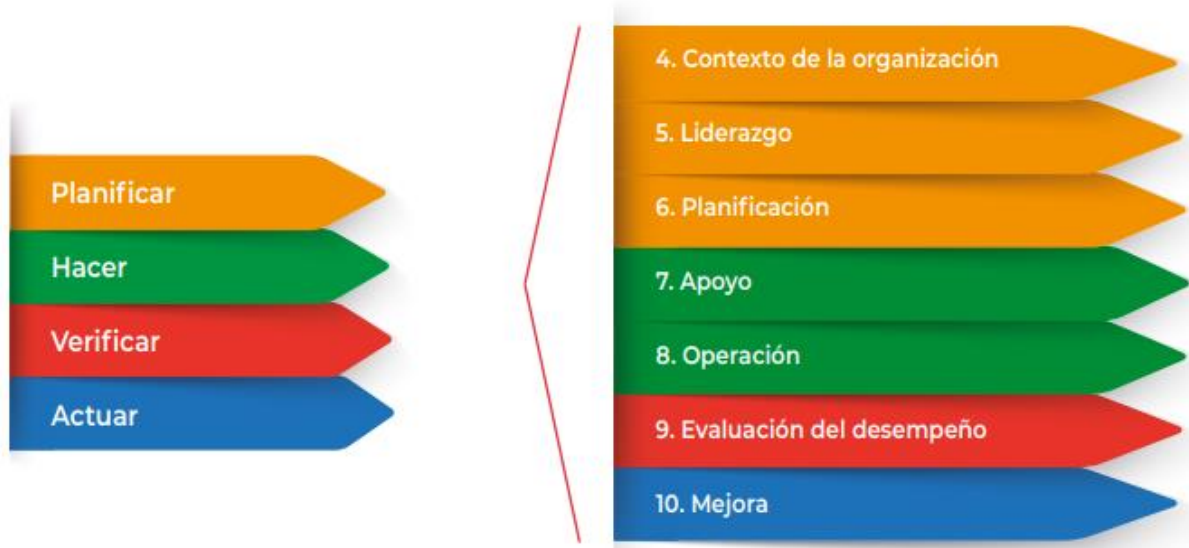 Planificar
Hacer
Verificar
Actuar
4. Contexto de la organización
5. Liderazgo
6. Planificación
7. Apoyo
8. Operación
9. Evaluación del desempeño
10. Mejora